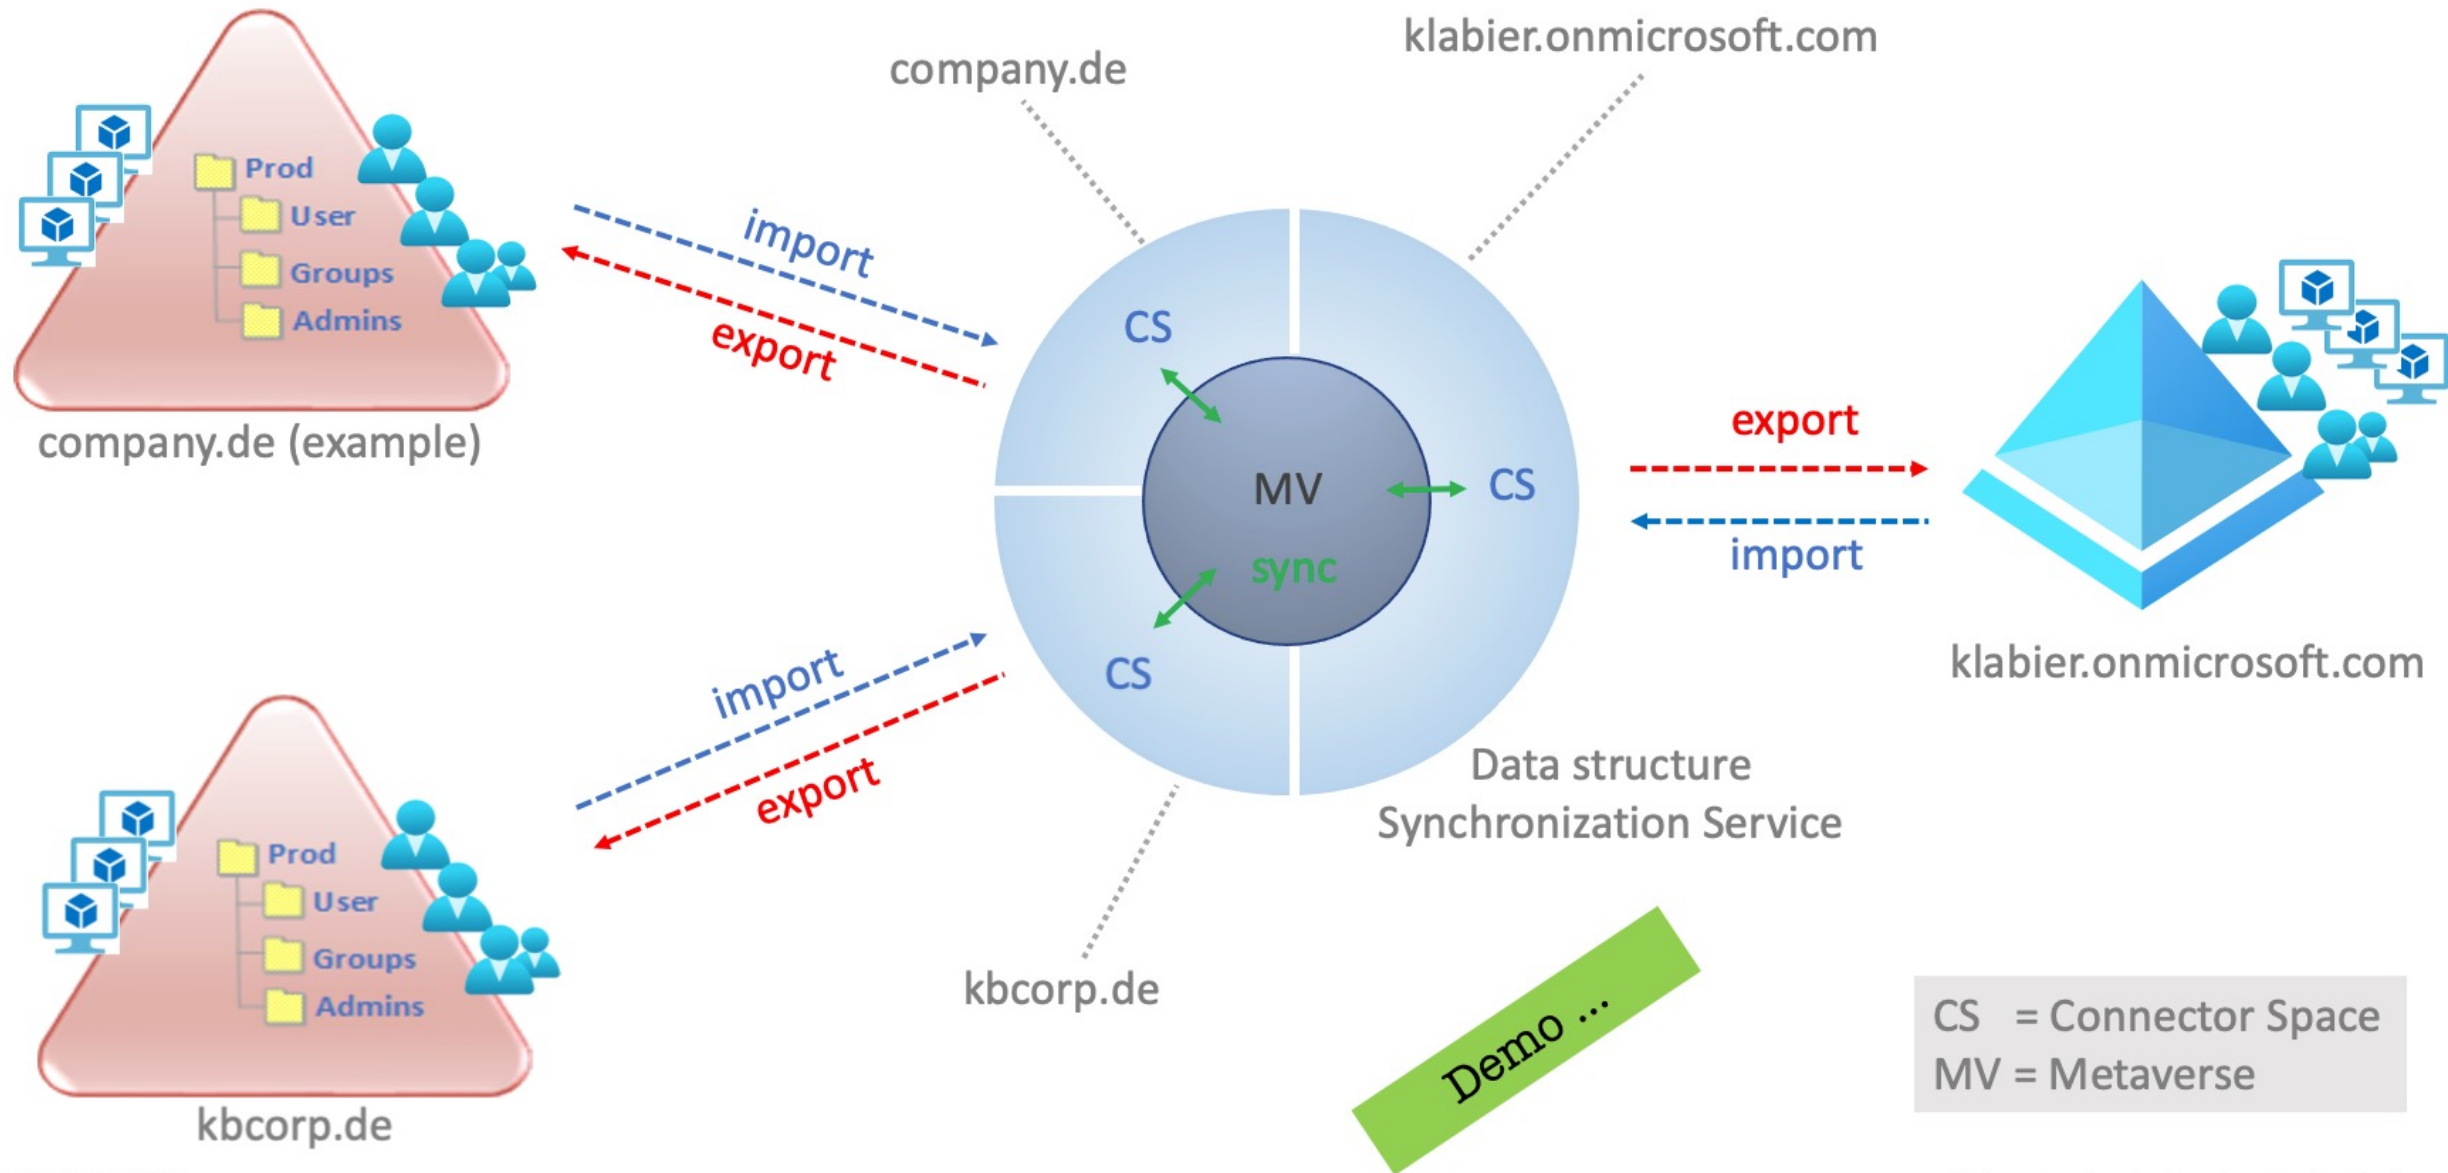 company.de
klabier.onmicrosoft.com
Prod
User
Groups
Admins
company.de (example)
import
export
CS
MV
sync
CS
CS
export
import
klabier.onmicrosoft.com
import
export
Prod
User
Groups
Admins
kbcorp.de
kbcorp.de
Data structure
Synchronization Service
Demo ...
CS = Connector Space
MV = Metaverse